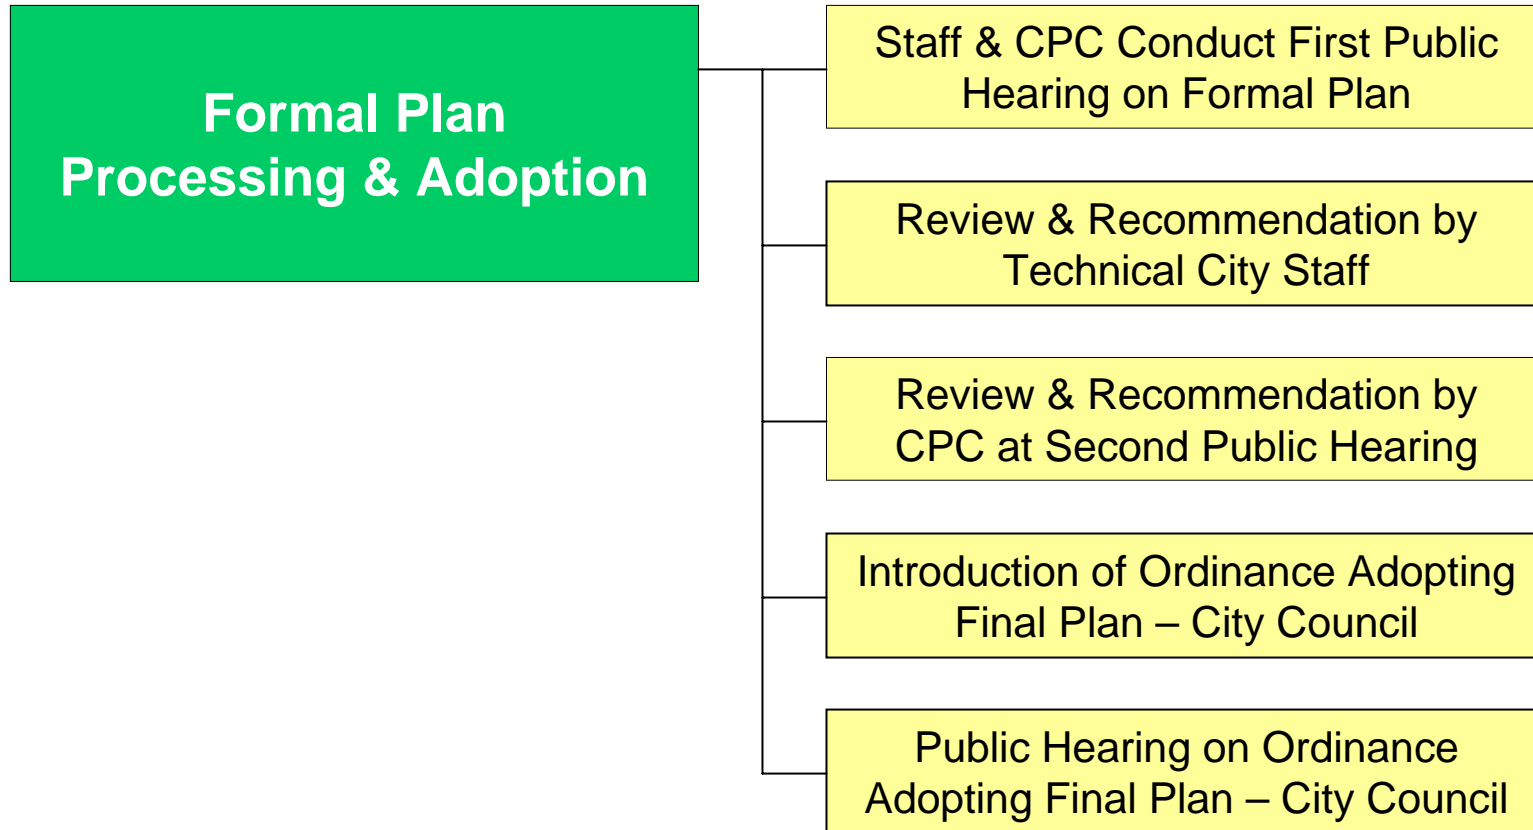 Formal Plan
Processing & Adoption
Staff & CPC Conduct First Public
Hearing on Formal Plan
Review & Recommendation by
Technical City Staff
Review & Recommendation by
CPC at Second Public Hearing
Introduction of Ordinance Adopting
Final Plan – City Council
Public Hearing on Ordinance
Adopting Final Plan – City Council